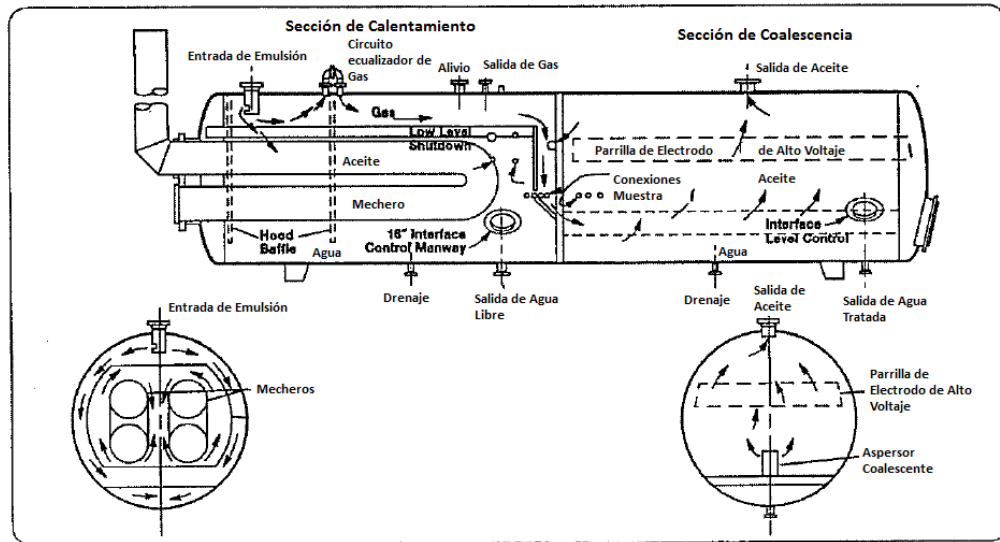 Sección de Calentamiento
Sección de Coalescencia
Entrada de Emulsión
Circuito
ecualizador de
Gas
Alivio
Salida de Gas
Salida de Aceite
Gas
Low Level
Shutdown
Parrilla de Electrodo de Alto Voltaje
Aceite
Aceite
Conexiones
Muestra
Mechero
Hood
Baffle
16" Interface
Control Manway
Interface
Level Control
Agua
Agua
Drenaje
Salida de Agua
Libre
Drenaje
Salida de Agua
Tratada
Entrada de Emulsión
Mecheros
Salida de
Aceite
Parrilla de
Electrodo de Alto
Voltaje
Aspersor
Coalescente